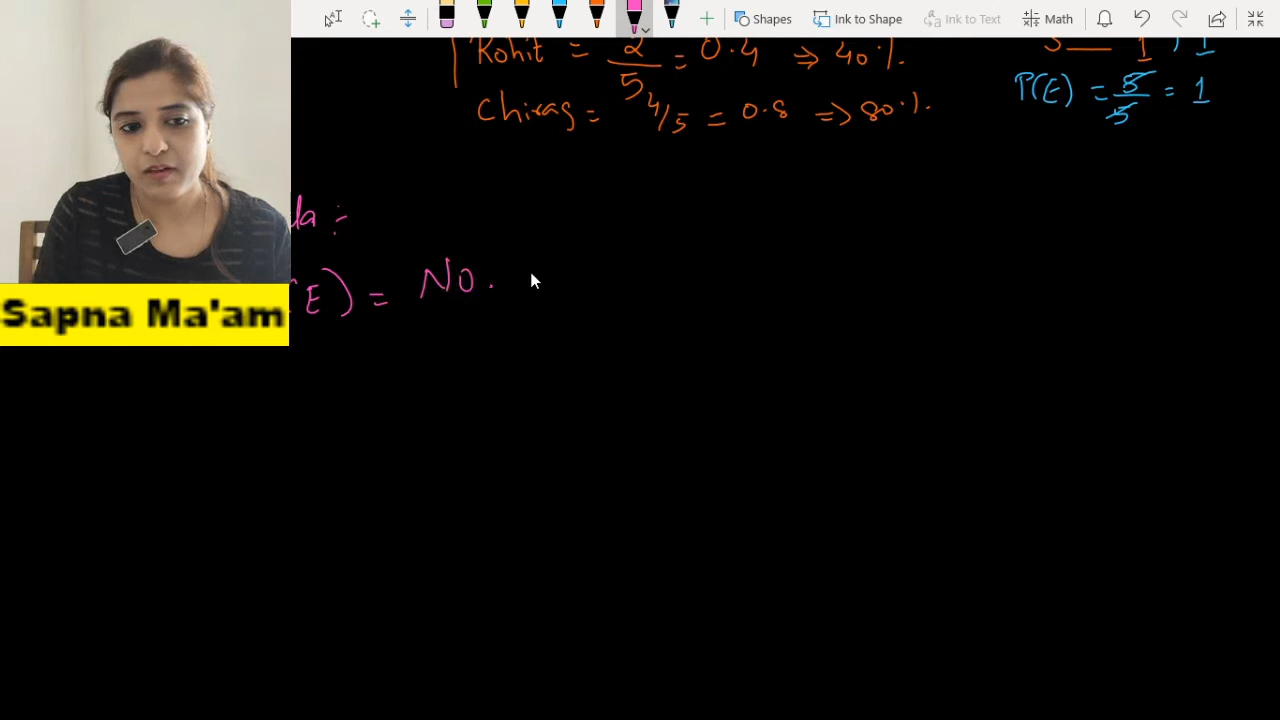 Shapes Ink to Shape Ink to Text Math
Rohit = 2/5 = 0.4 ⇒ 40%.
Chirag = 4/5 = 0.8 ⇒ 80%.
P(E) = 5/5 = 1
la :-
(E) = No.
Sapna Ma'am